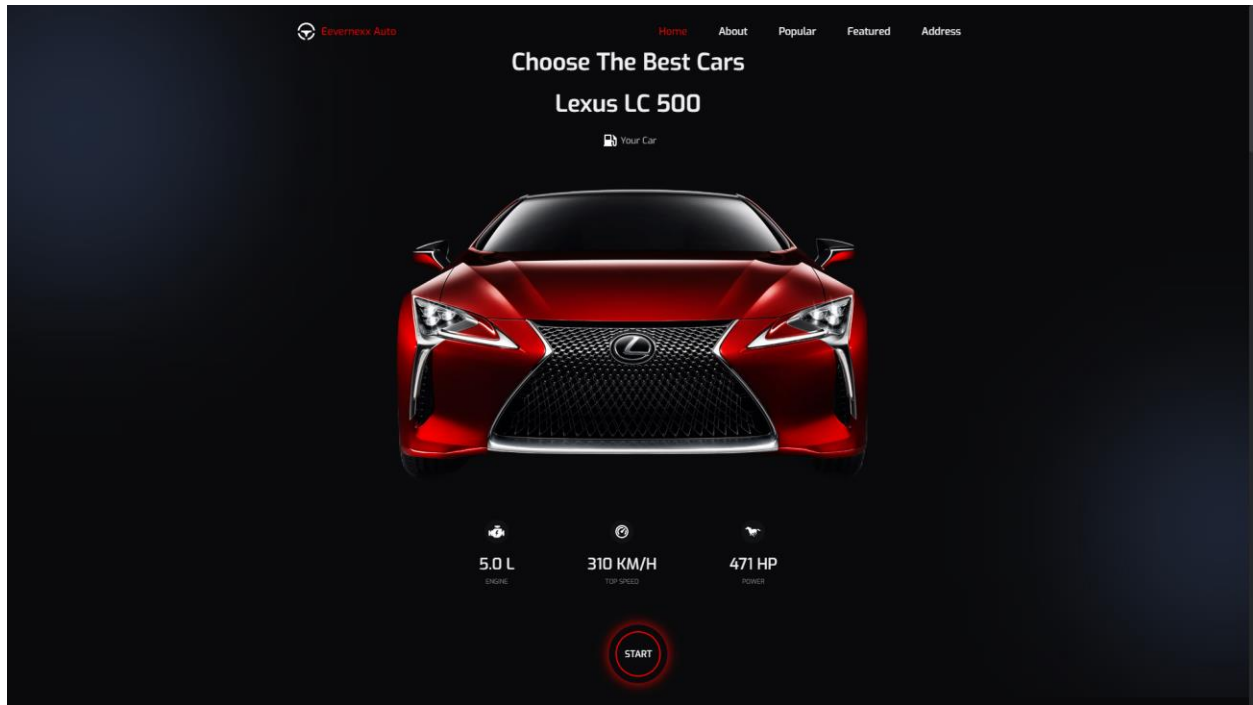 Eevernexx Auto
Home About Popular Featured Address
Choose The Best Cars
Lexus LC 500
Your Car
5.0 L 310 KM/H 471 HP
ENGINE TOP SPEED POWER
START